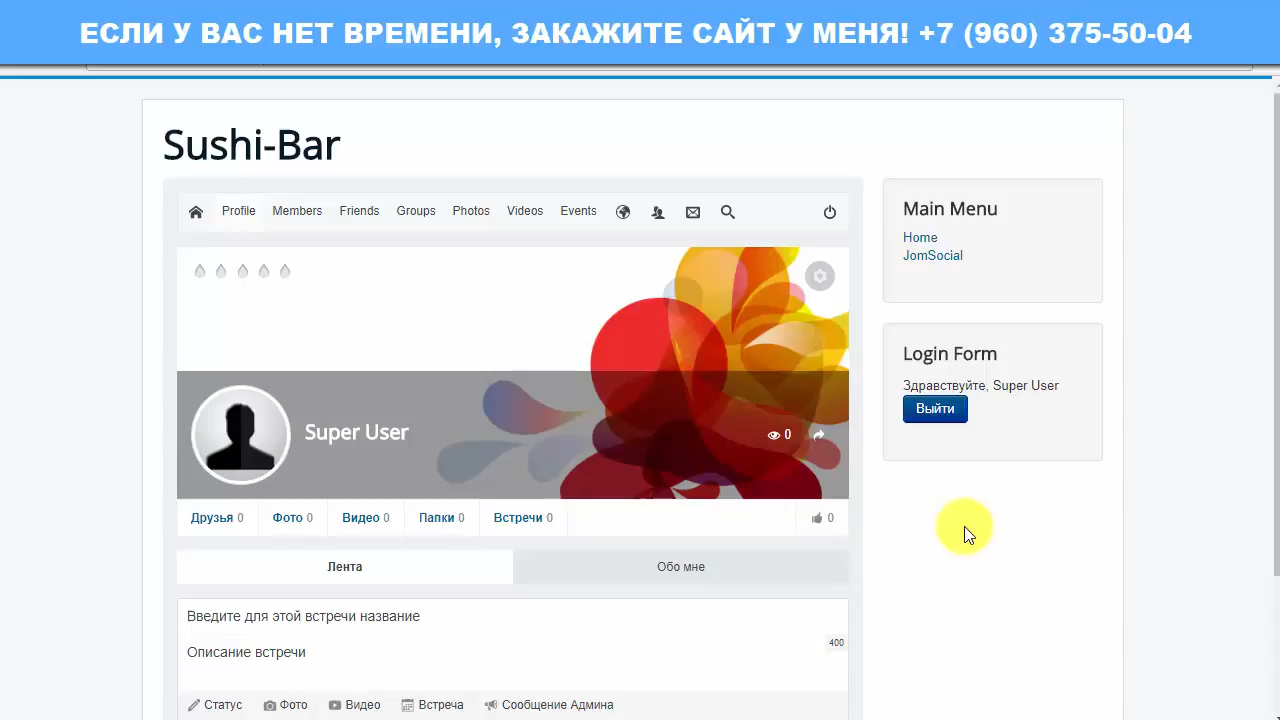 ЕСЛИ У ВАС НЕТ ВРЕМЕНИ, ЗАКАЖИТЕ САЙТ У МЕНЯ! +7 (960) 375-50-04
Sushi-Bar
Profile Members Friends Groups Photos Videos Events
Super User
0
Друзья 0 Фото 0 Видео 0 Папки 0 Встречи 0 0
Лента Обо мне
Введите для этой встречи название
400
Описание встречи
Статус Фото Видео Встреча Сообщение Админа
Main Menu
Home
JomSocial
Login Form
Здравствуйте, Super User
Выйти